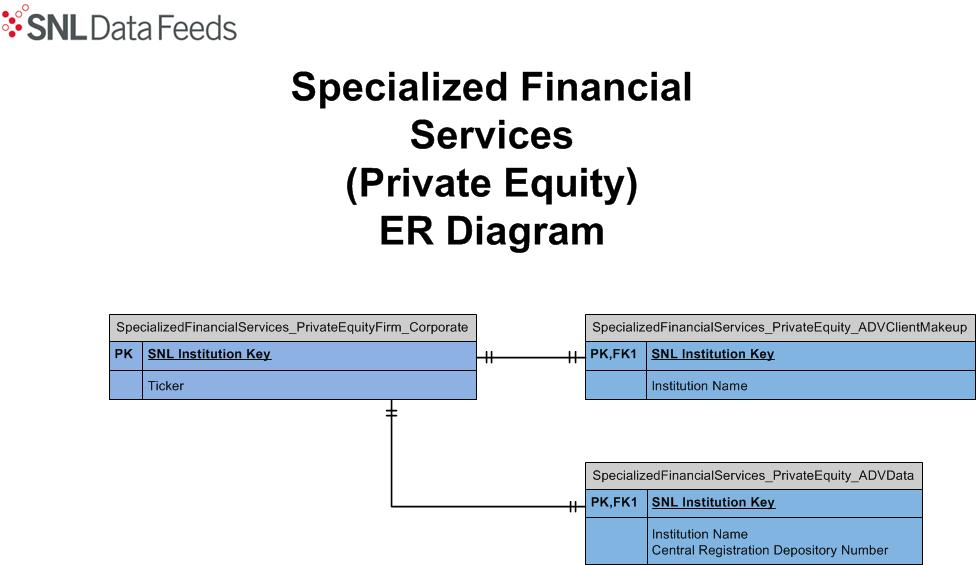 SNL Data Feeds
Specialized Financial
Services
(Private Equity)
ER Diagram
SpecializedFinancialServices_PrivateEquityFirm_Corporate
PK SNL Institution Key
Ticker
SpecializedFinancialServices_PrivateEquity_ADVClientMakeup
PK,FK1 SNL Institution Key
Institution Name
SpecializedFinancialServices_PrivateEquity_ADVData
PK,FK1 SNL Institution Key
Institution Name
Central Registration Depository Number